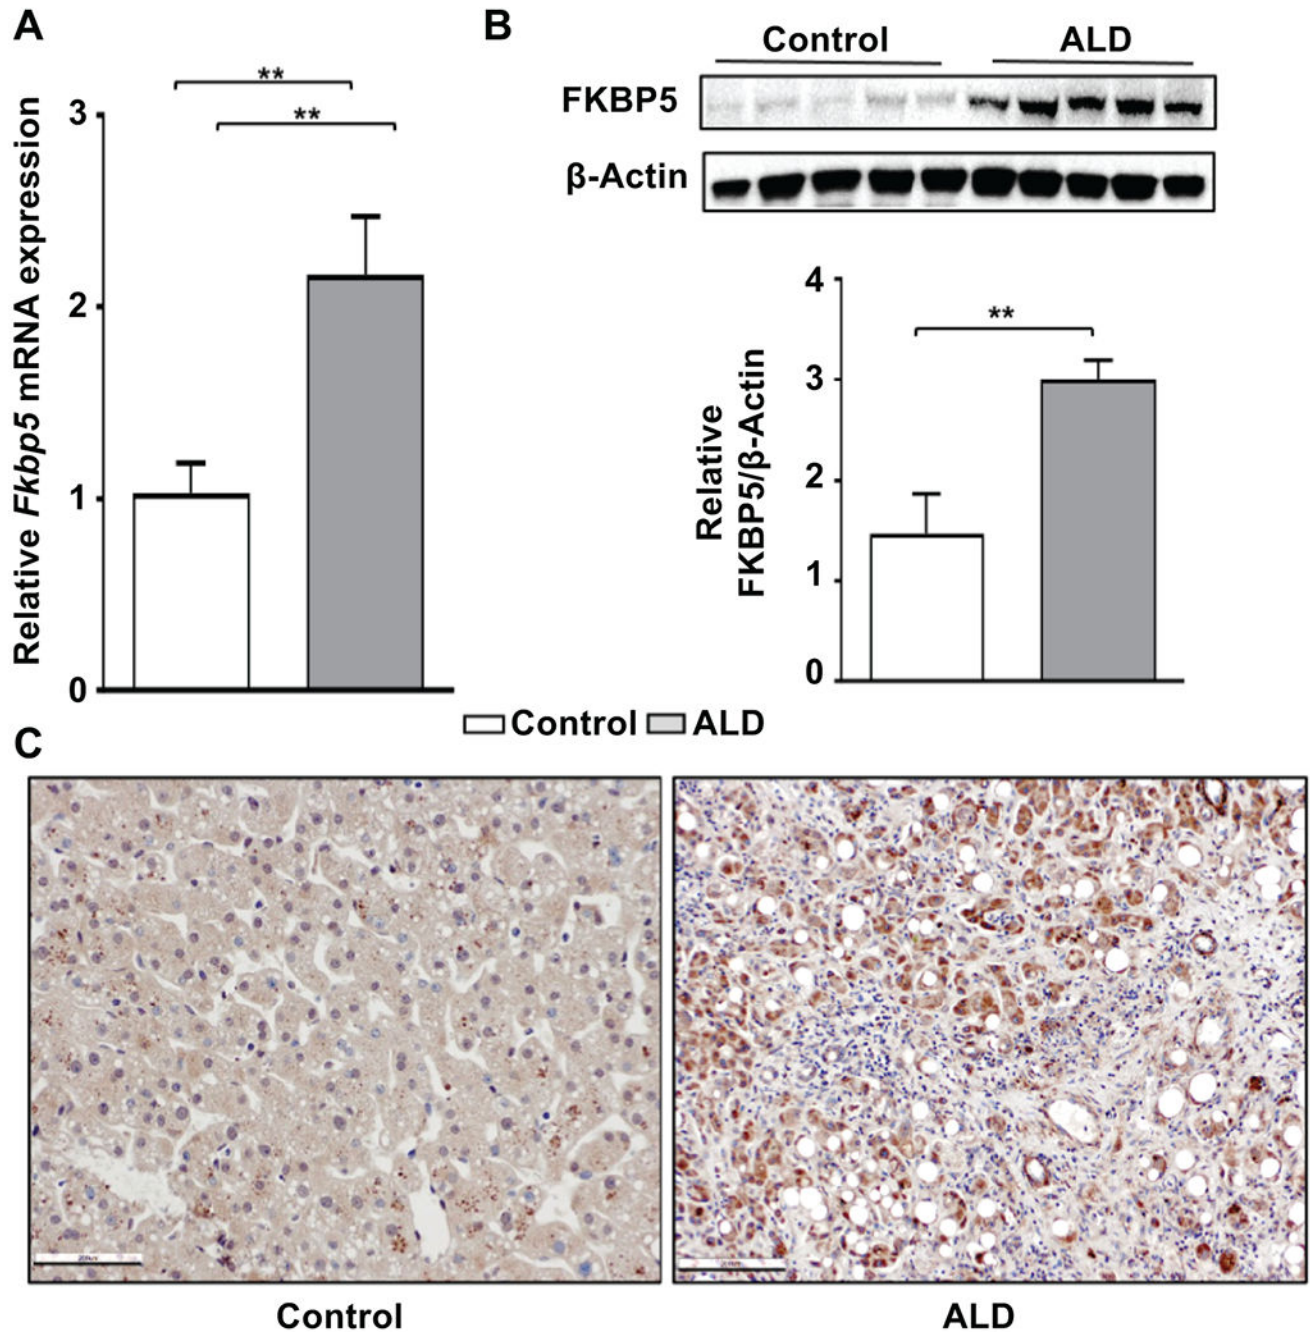 A
Relative Fkbp5 mRNA expression
3
2
1
0
**
**
B
Control ALD
FKBP5
β-Actin
Relative
FKBP5/β-Actin
4
3
2
1
0
**
Control ALD
C
Control
ALD